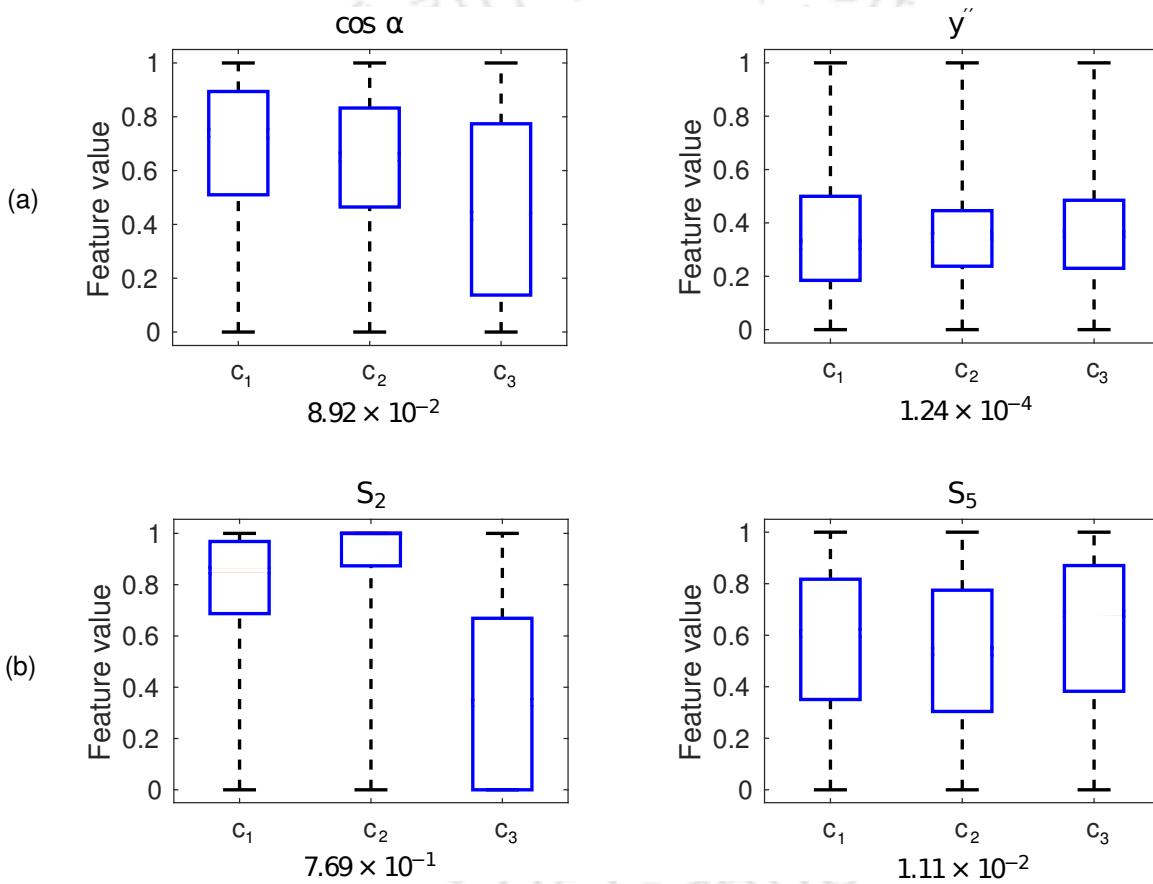 cos α
y″
(a)
Feature value
1
0.8
0.6
0.4
0.2
0
c₁ c₂ c₃
8.92 × 10⁻²
Feature value
1
0.8
0.6
0.4
0.2
0
c₁ c₂ c₃
1.24 × 10⁻⁴
S₂
S₅
(b)
Feature value
1
0.8
0.6
0.4
0.2
0
c₁ c₂ c₃
7.69 × 10⁻¹
Feature value
1
0.8
0.6
0.4
0.2
0
c₁ c₂ c₃
1.11 × 10⁻²